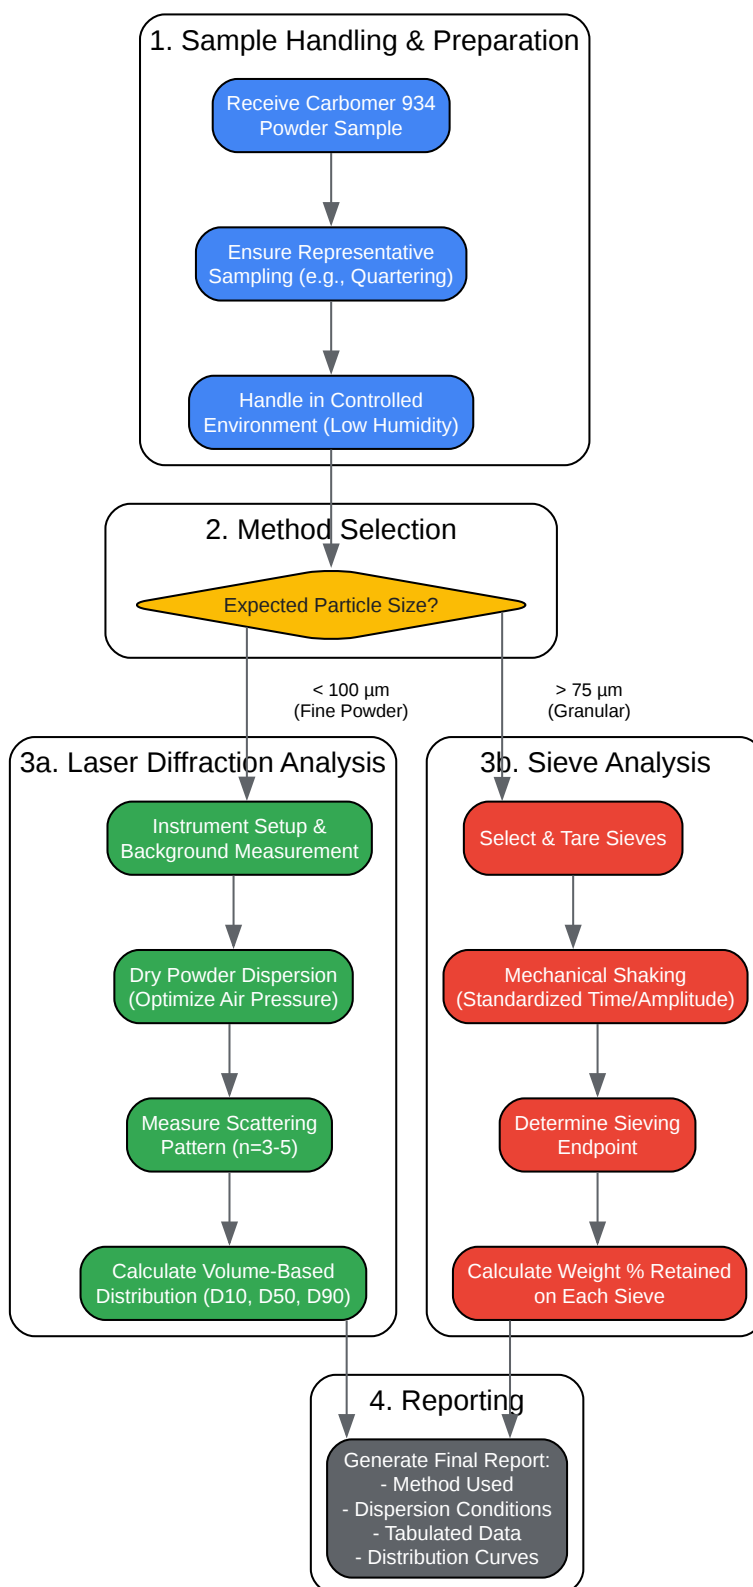 1. Sample Handling & Preparation
Receive Carbomer 934
Powder Sample
Ensure Representative
Sampling (e.g., Quartering)
Handle in Controlled
Environment (Low Humidity)
2. Method Selection
Expected Particle Size?
< 100 µm
(Fine Powder)
> 75 µm
(Granular)
3a. Laser Diffraction Analysis
Instrument Setup &
Background Measurement
Dry Powder Dispersion
(Optimize Air Pressure)
Measure Scattering
Pattern (n=3-5)
Calculate Volume-Based
Distribution (D10, D50, D90)
3b. Sieve Analysis
Select & Tare Sieves
Mechanical Shaking
(Standardized Time/Amplitude)
Determine Sieving
Endpoint
Calculate Weight % Retained
on Each Sieve
4. Reporting
Generate Final Report:
- Method Used
- Dispersion Conditions
- Tabulated Data
- Distribution Curves